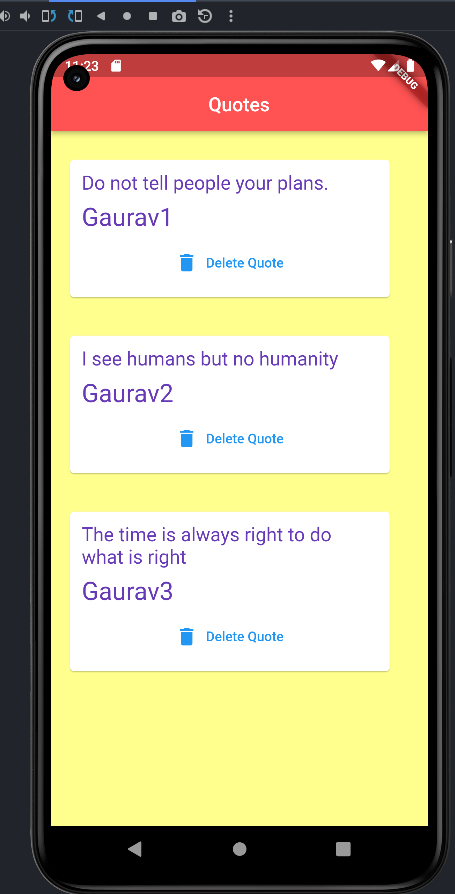 11:23
DEBUG
Quotes
Do not tell people your plans.
Gaurav1
Delete Quote
I see humans but no humanity
Gaurav2
Delete Quote
The time is always right to do
what is right
Gaurav3
Delete Quote